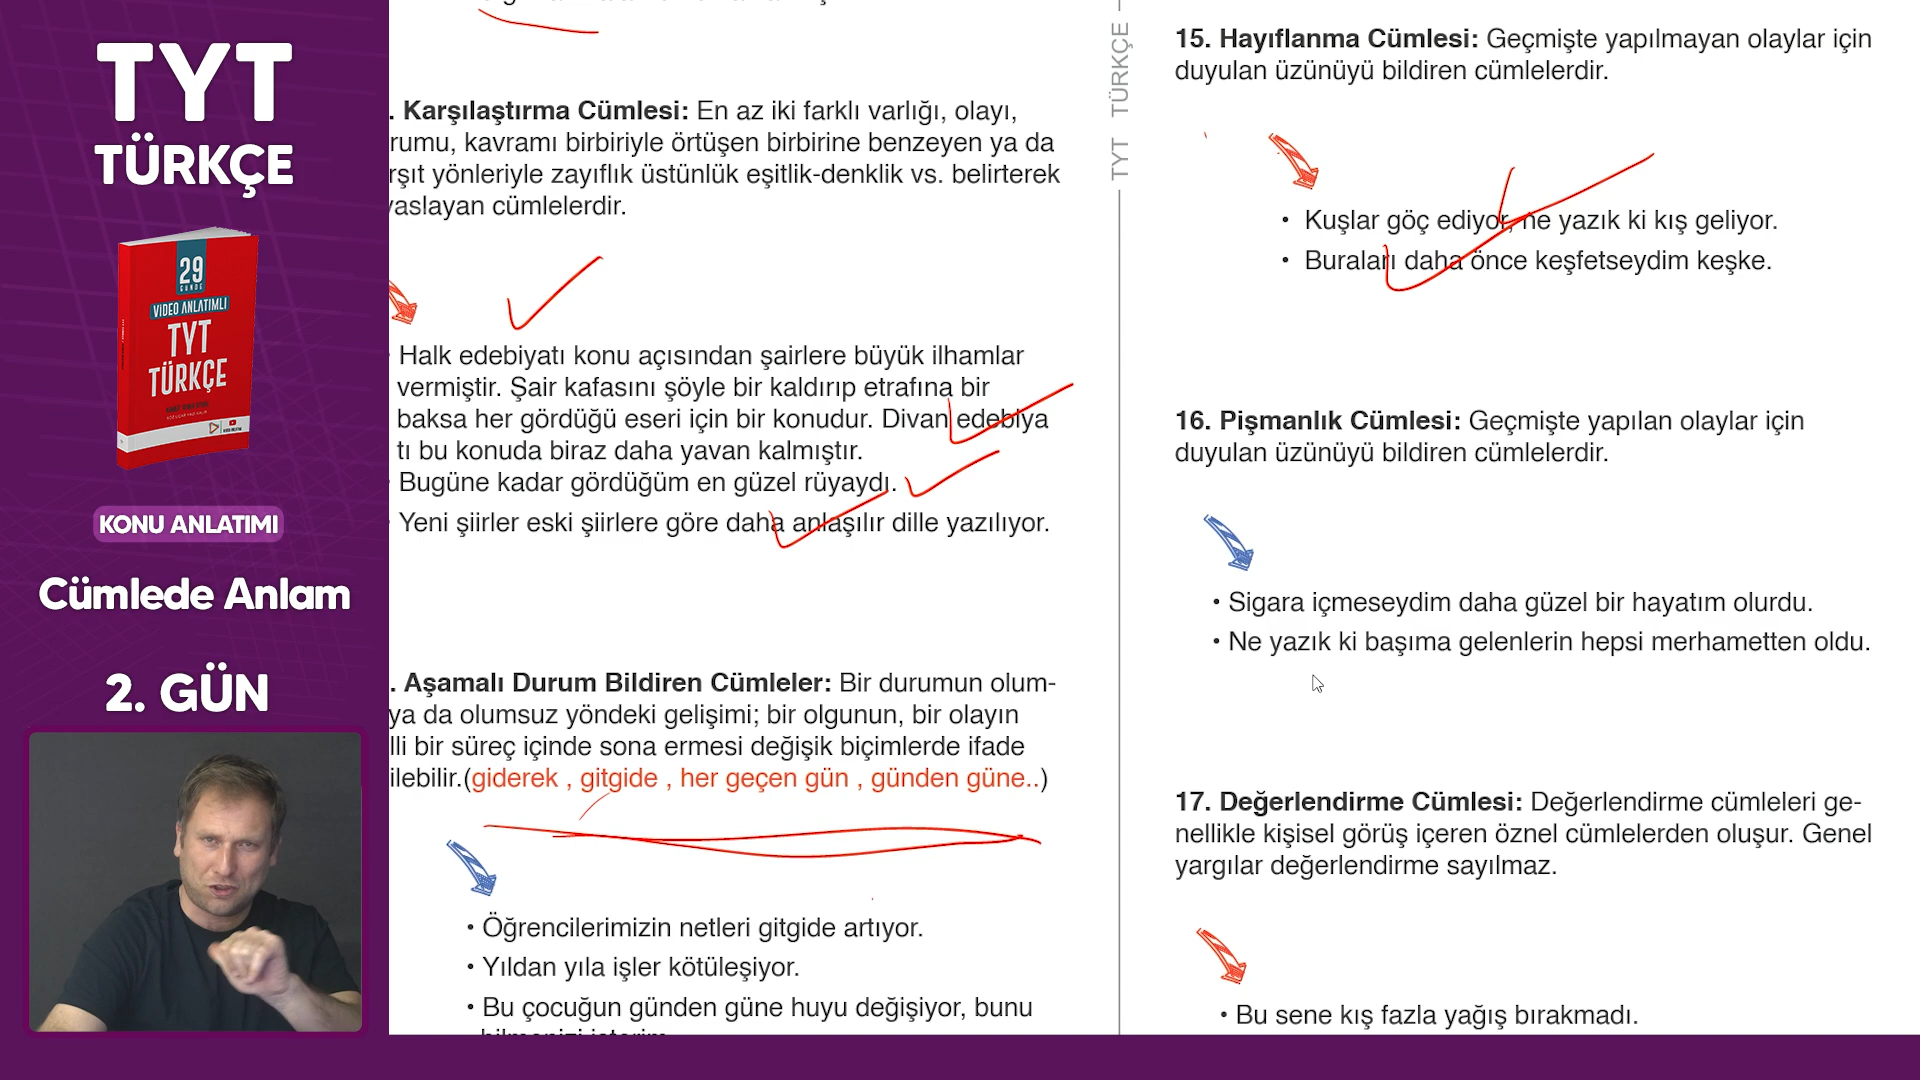 TYT
TÜRKÇE
29
GÜNDE
VİDEO ANLATIMLI
TYT
TÜRKÇE
KONU ANLATIMI
Cümlede Anlam
2. GÜN
. Karşılaştırma Cümlesi: En az iki farklı varlığı, olayı,
rumu, kavramı birbiriyle örtüşen birbirine benzeyen ya da
rşıt yönleriyle zayıflık üstünlük eşitlik-denklik vs. belirterek
yaslayan cümlelerdir.
Halk edebiyatı konu açısından şairlere büyük ilhamlar
vermiştir. Şair kafasını şöyle bir kaldırıp etrafına bir
baksa her gördüğü eseri için bir konudur. Divan edebiya
tı bu konuda biraz daha yavan kalmıştır.
Bugüne kadar gördüğüm en güzel rüyaydı.
Yeni şiirler eski şiirlere göre daha anlaşılır dille yazılıyor.
. Aşamalı Durum Bildiren Cümleler: Bir durumun olum-
ya da olumsuz yöndeki gelişimi; bir olgunun, bir olayın
lli bir süreç içinde sona ermesi değişik biçimlerde ifade
ilebilir.(giderek , gitgide , her geçen gün , günden güne..)
• Öğrencilerimizin netleri gitgide artıyor.
• Yıldan yıla işler kötüleşiyor.
• Bu çocuğun günden güne huyu değişiyor, bunu
TYT TÜRKÇE
15. Hayıflanma Cümlesi: Geçmişte yapılmayan olaylar için
duyulan üzünüyü bildiren cümlelerdir.
• Kuşlar göç ediyor, ne yazık ki kış geliyor.
• Buraları daha önce keşfetseydim keşke.
16. Pişmanlık Cümlesi: Geçmişte yapılan olaylar için
duyulan üzünüyü bildiren cümlelerdir.
• Sigara içmeseydim daha güzel bir hayatım olurdu.
• Ne yazık ki başıma gelenlerin hepsi merhametten oldu.
17. Değerlendirme Cümlesi: Değerlendirme cümleleri ge-
nellikle kişisel görüş içeren öznel cümlelerden oluşur. Genel
yargılar değerlendirme sayılmaz.
• Bu sene kış fazla yağış bırakmadı.